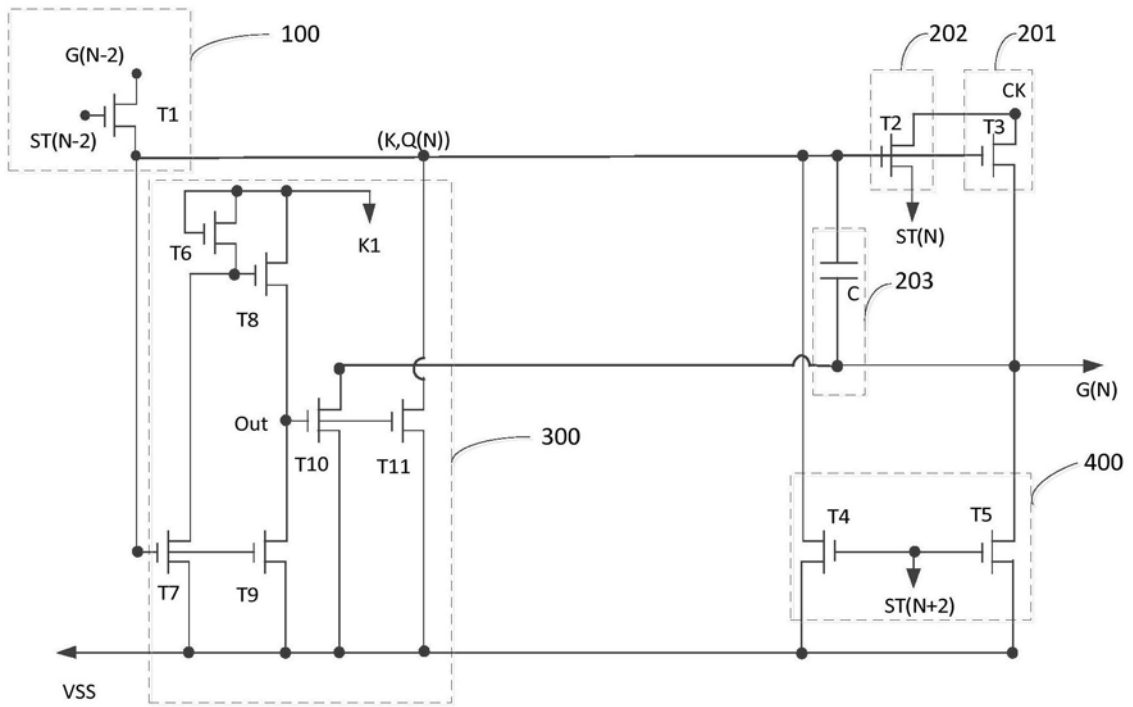 100
202
201
G(N-2)
CK
T1
ST(N-2)
(K,Q(N))
T2
T3
T6
K1
ST(N)
T8
C
203
G(N)
Out
T10
T11
300
400
T4
T5
T7
T9
ST(N+2)
VSS